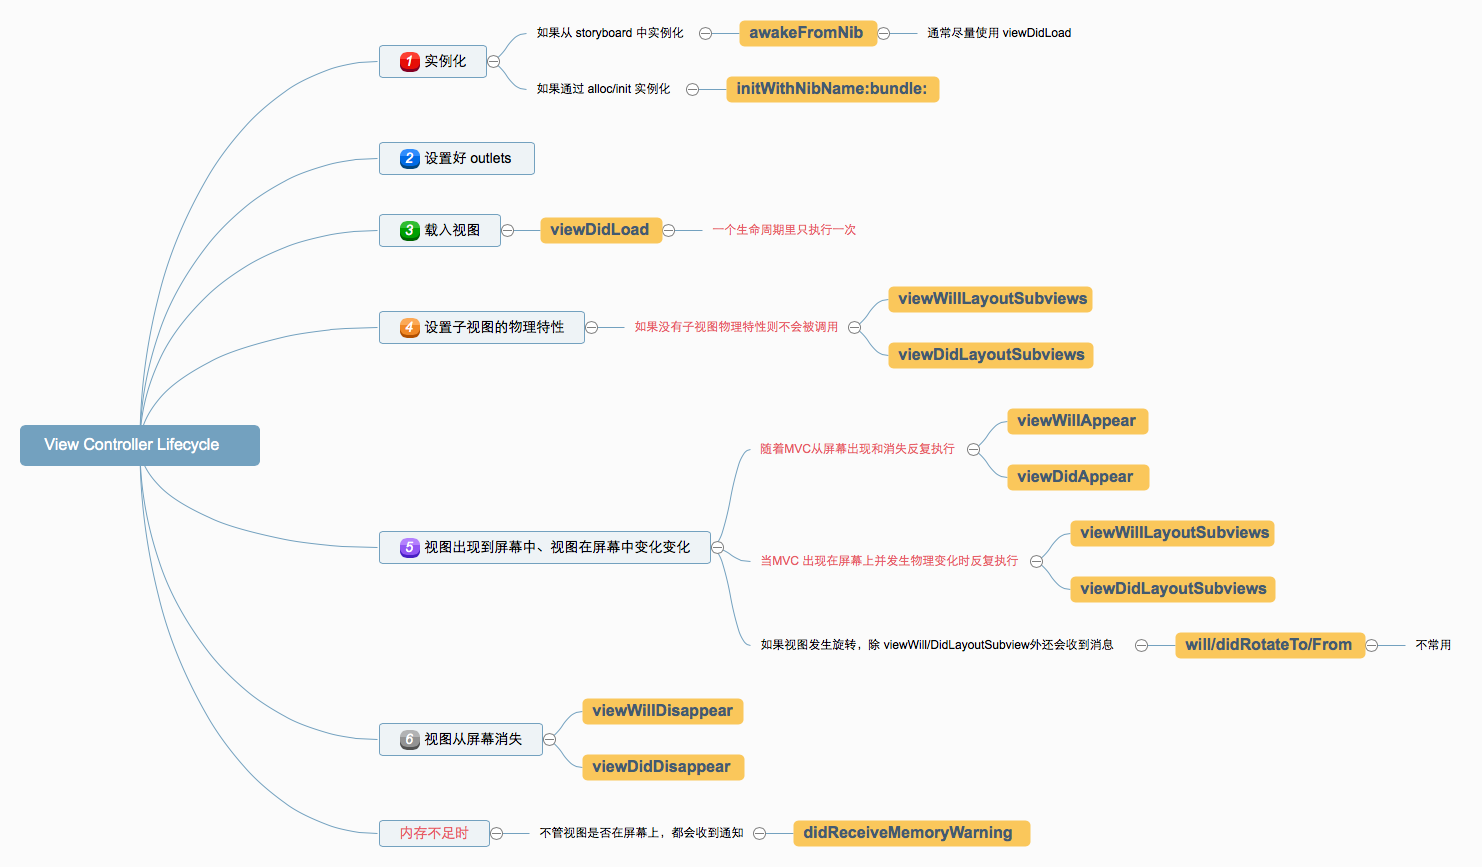 View Controller Lifecycle
1 实例化
如果从 storyboard 中实例化
awakeFromNib
通常尽量使用 viewDidLoad
如果通过 alloc/init 实例化
initWithNibName:bundle:
2 设置好 outlets
3 载入视图
viewDidLoad
一个生命周期里只执行一次
4 设置子视图的物理特性
如果没有子视图物理特性则不会被调用
viewWillLayoutSubviews
viewDidLayoutSubviews
5 视图出现到屏幕中、视图在屏幕中变化变化
随着MVC从屏幕出现和消失反复执行
viewWillAppear
viewDidAppear
当MVC 出现在屏幕上并发生物理变化时反复执行
viewWillLayoutSubviews
viewDidLayoutSubviews
如果视图发生旋转，除 viewWill/DidLayoutSubview外还会收到消息
will/didRotateTo/From
不常用
6 视图从屏幕消失
viewWillDisappear
viewDidDisappear
内存不足时
不管视图是否在屏幕上，都会收到通知
didReceiveMemoryWarning